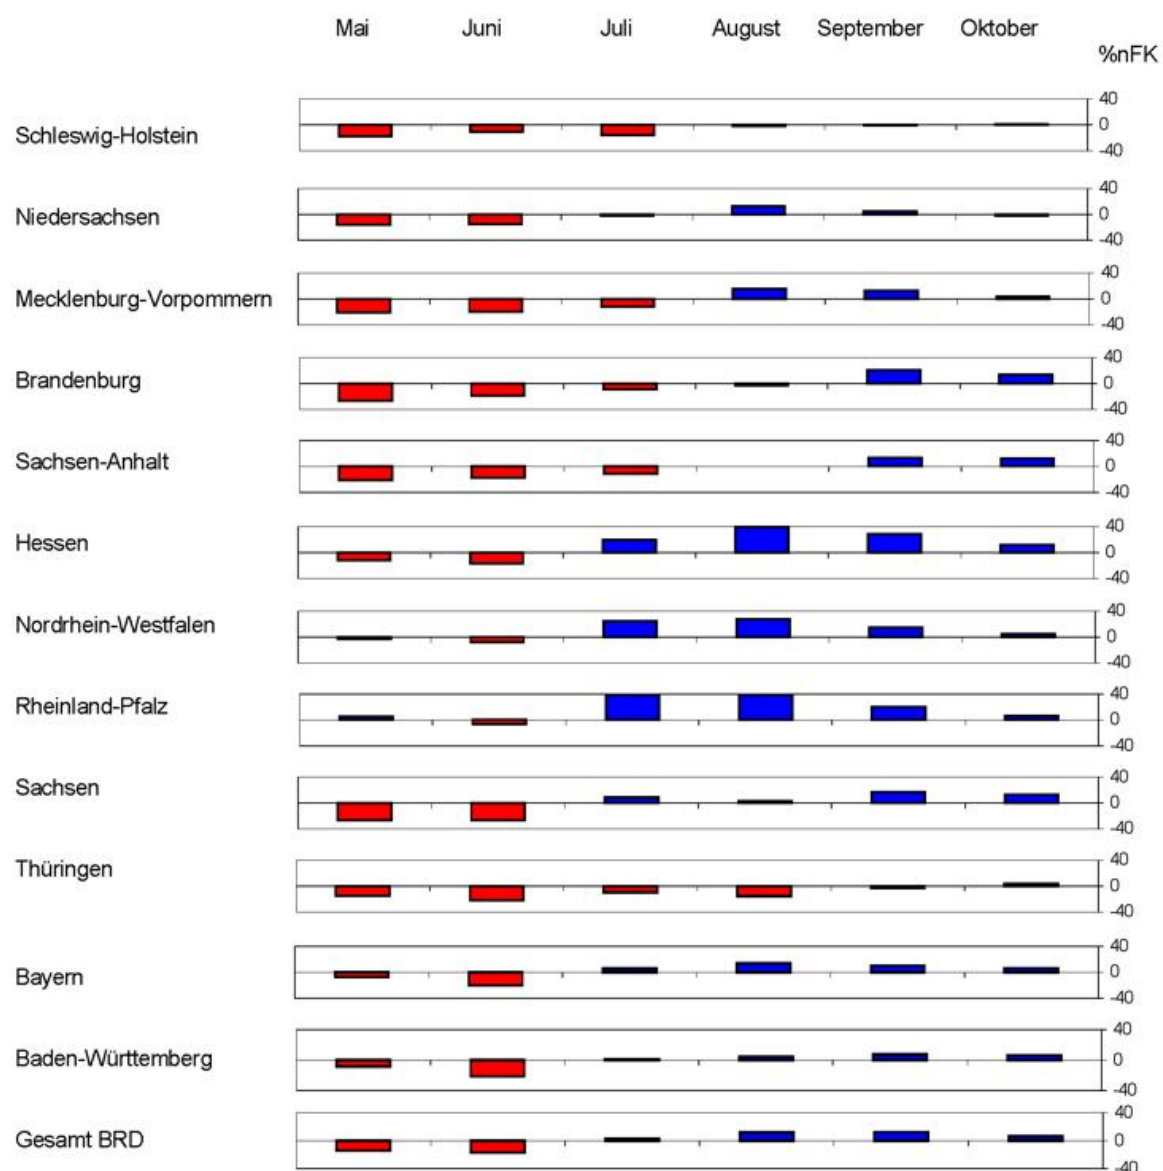 Mai Juni Juli August September Oktober
%nFK
40
Schleswig-Holstein 0
-40
40
Niedersachsen 0
-40
40
Mecklenburg-Vorpommern 0
-40
40
Brandenburg 0
-40
40
Sachsen-Anhalt 0
-40
40
Hessen 0
-40
40
Nordrhein-Westfalen 0
-40
40
Rheinland-Pfalz 0
-40
40
Sachsen 0
-40
40
Thüringen 0
-40
40
Bayern 0
-40
40
Baden-Württemberg 0
-40
40
Gesamt BRD 0
-40